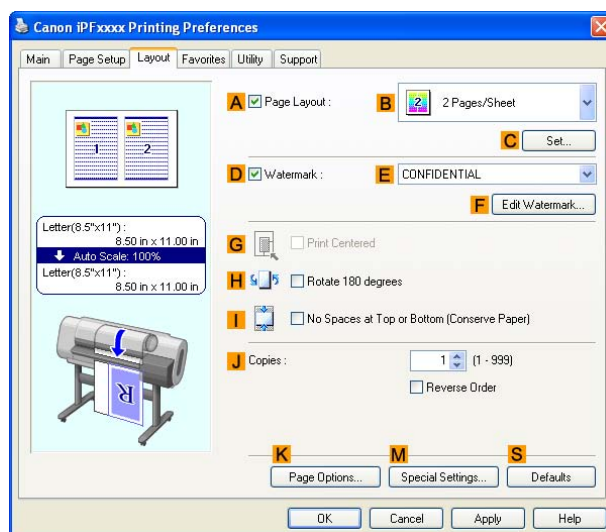 Canon iPFxxxx Printing Preferences
Main Page Setup Layout Favorites Utility Support
A Page Layout : B 2 2 Pages/Sheet
1 2
C Set...
D Watermark : E CONFIDENTIAL
F Edit Watermark...
Letter(8.5"x11") :
8.50 in x 11.00 in
Auto Scale: 100%
Letter(8.5"x11") :
8.50 in x 11.00 in
G Print Centered
H Rotate 180 degrees
I No Spaces at Top or Bottom (Conserve Paper)
J Copies : 1 (1 - 999)
Reverse Order
R
K M S
Page Options... Special Settings... Defaults
OK Cancel Apply Help